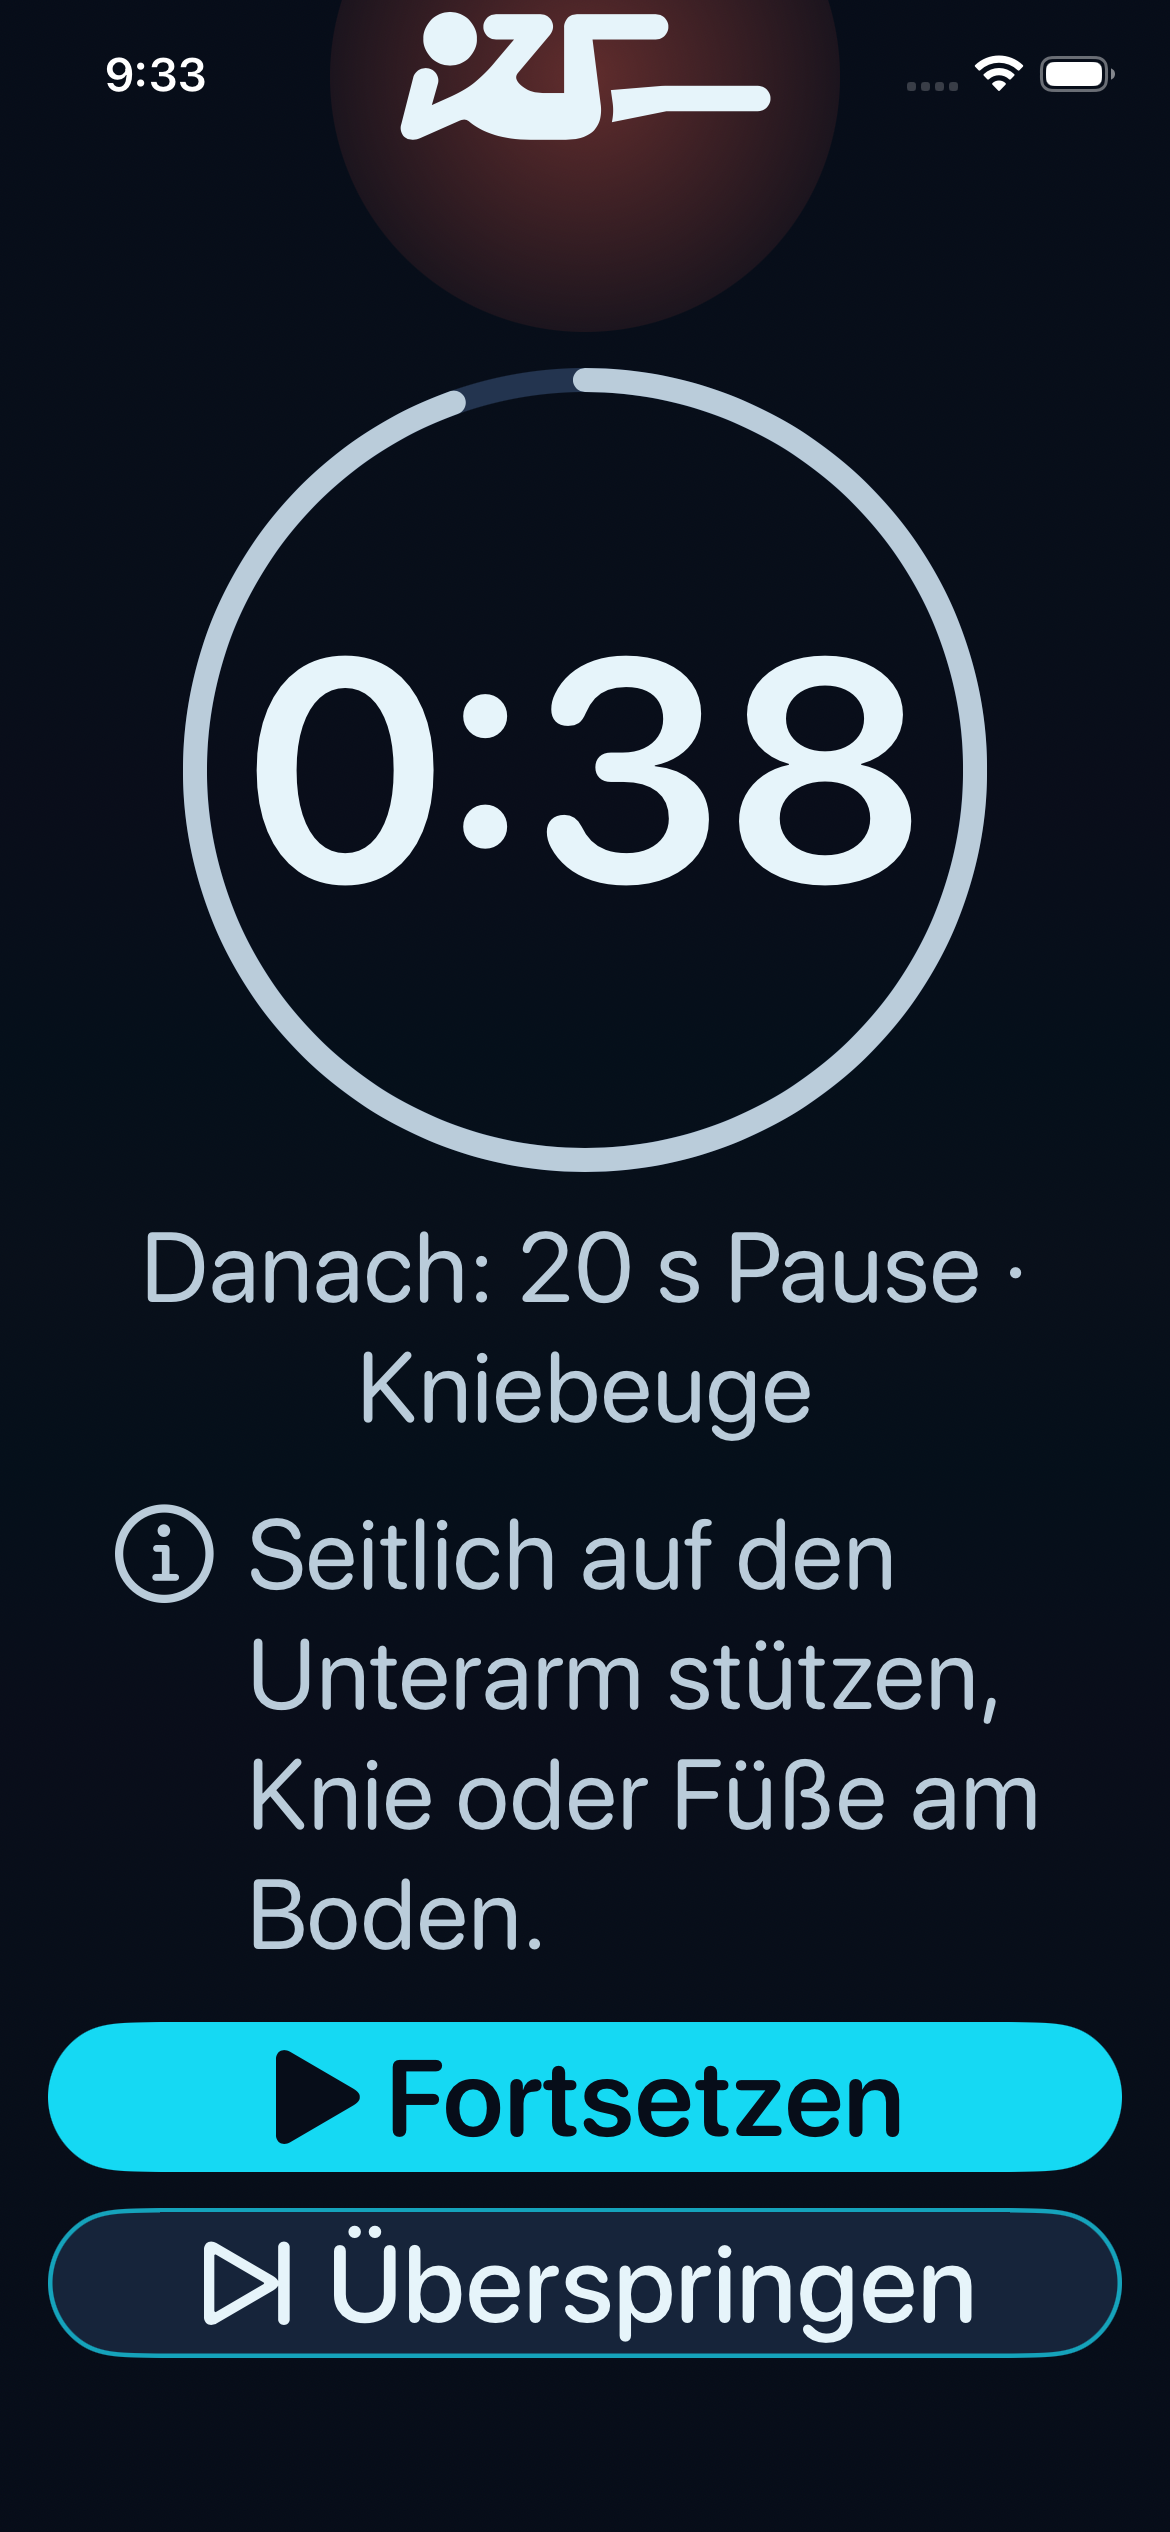 9:33
0:38
Danach: 20 s Pause ·
Kniebeuge
Seitlich auf den
Unterarm stützen,
Knie oder Füße am
Boden.
Fortsetzen
Überspringen